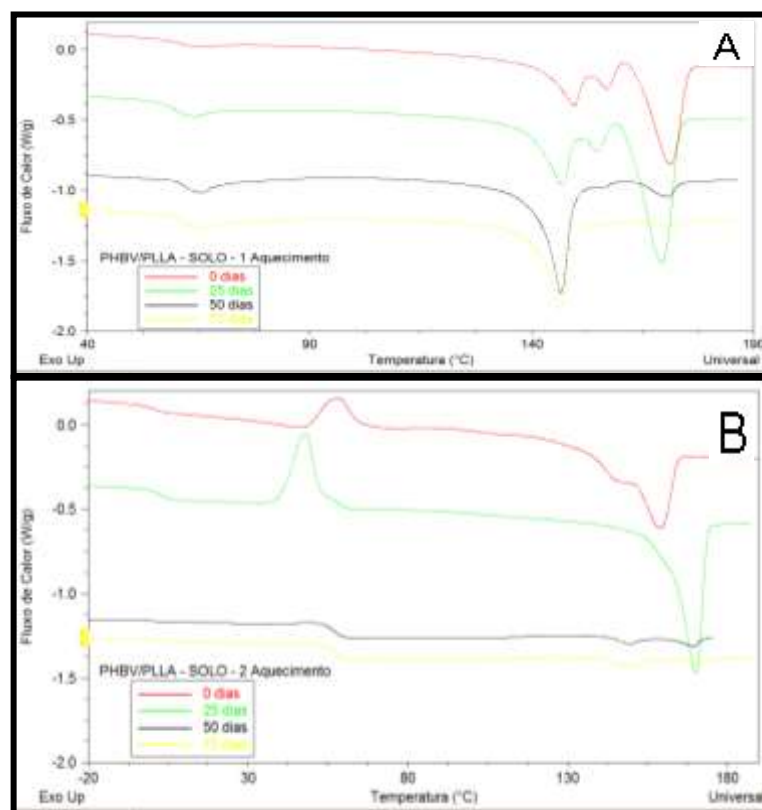 A
0.0
-0.5
-1.0
-1.5
-2.0
Fluxo de Calor (W/g)
PHBV/PLLA - SOLO - 1 Aquecimento
0 dias
25 dias
50 dias
40
90
140
190
Exo Up
Temperatura (°C)
Universal
B
0.0
-0.5
-1.0
-1.5
-2.0
Fluxo de Calor (W/g)
PHBV/PLLA - SOLO - 2 Aquecimento
0 dias
25 dias
50 dias
-20
30
80
130
180
Exo Up
Temperatura (°C)
Universal